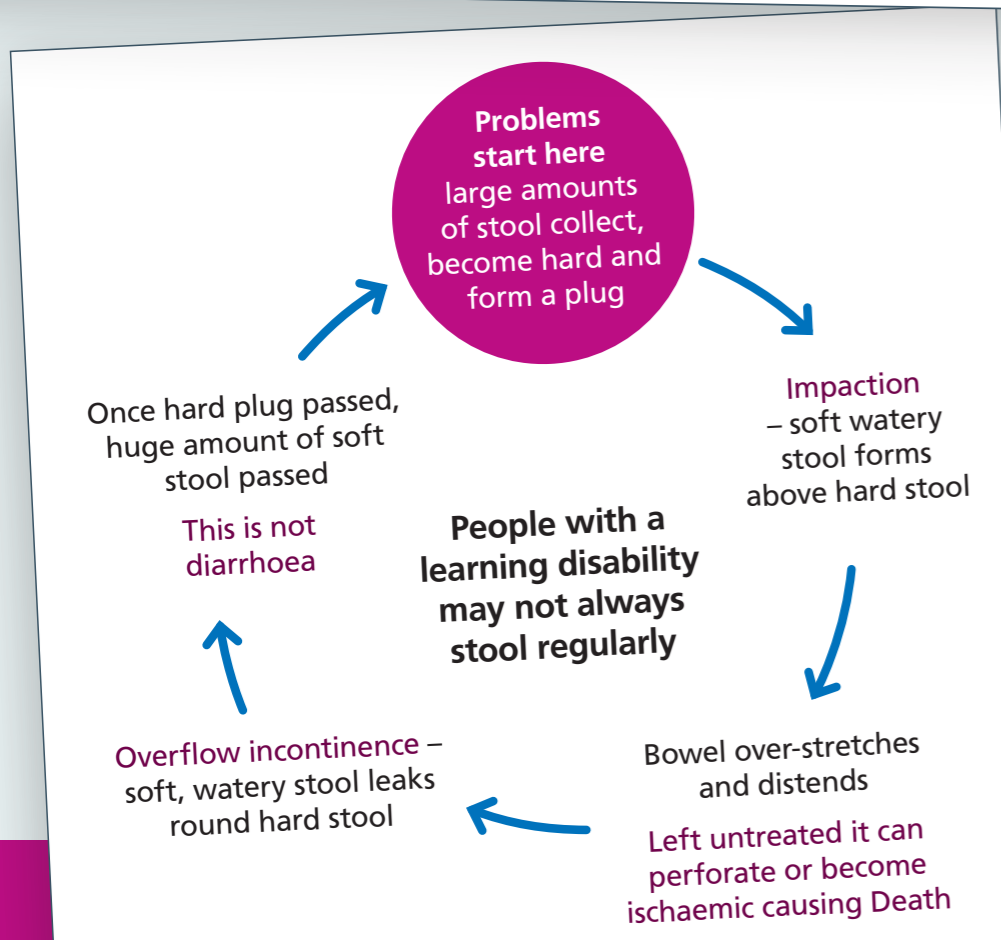 Problems
start here
large amounts
of stool collect,
become hard and
form a plug
Impaction
– soft watery
stool forms
above hard stool
Bowel over-stretches
and distends
Left untreated it can
perforate or become
ischaemic causing Death
Overflow incontinence –
soft, watery stool leaks
round hard stool
Once hard plug passed,
huge amount of soft
stool passed
This is not
diarrhoea
People with a
learning disability
may not always
stool regularly